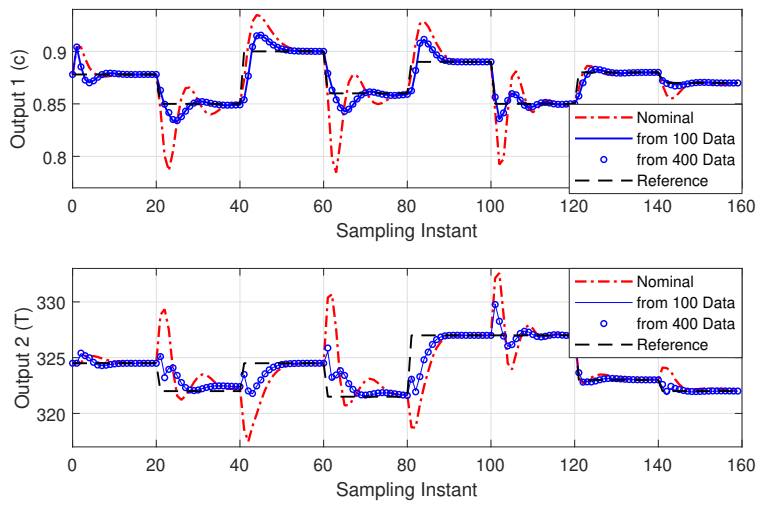 Output 1 (c)
0.9
0.85
0.8
Nominal
from 100 Data
from 400 Data
Reference
0 20 40 60 80 100 120 140 160
Sampling Instant
Output 2 (T)
330
325
320
Nominal
from 100 Data
from 400 Data
Reference
0 20 40 60 80 100 120 140 160
Sampling Instant